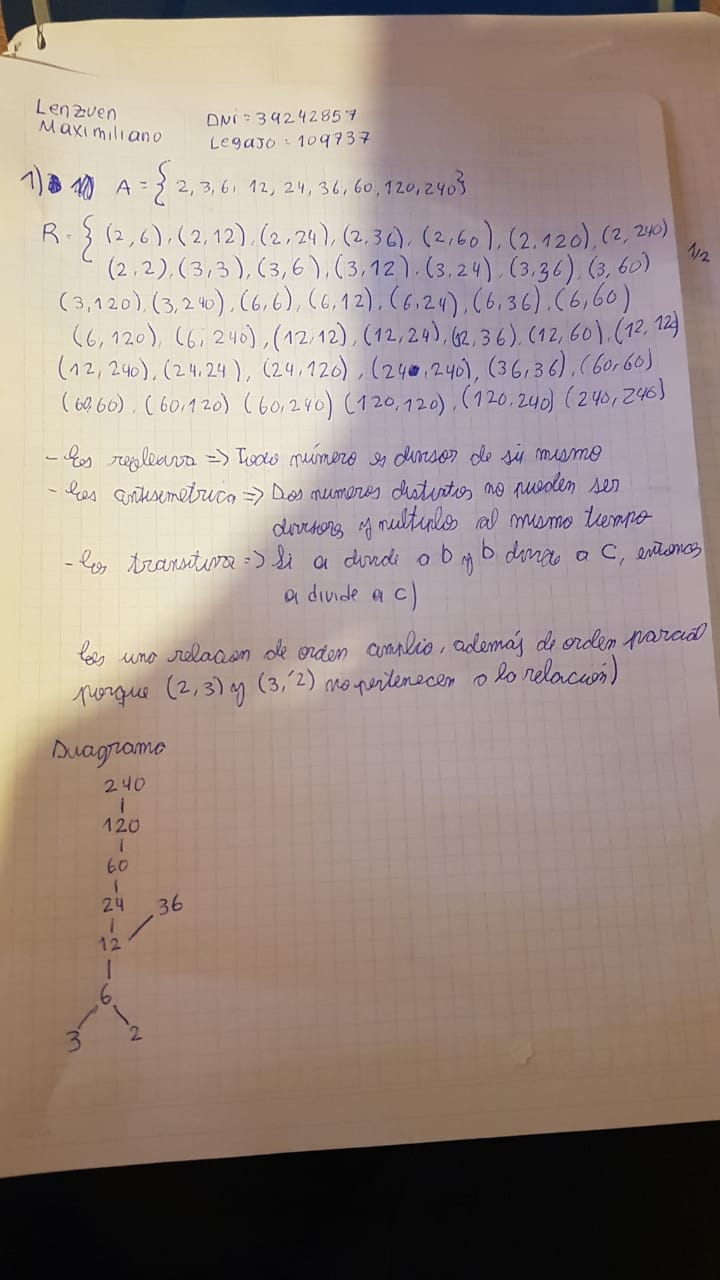 Lenzuen
Maximiliano
DNi = 39242857
Legajo = 109737
1) A = { 2, 3, 6, 12, 24, 36, 60, 120, 240}
R = { (2,6), (2,12), (2,24), (2,36), (2,60), (2,120), (2,240)
1/2
(2,2), (3,3), (3,6), (3,12), (3,24), (3,36), (3,60)
(3,120), (3,240), (6,6), (6,12), (6,24), (6,36), (6,60)
(6,120), (6,240), (12,12), (12,24), (12,36), (12,60), (12,12)
(12,240), (24,24), (24,120), (24,240), (36,36), (60,60)
(60,60), (60,120) (60,240) (120,120), (120,240) (240,240)
- Es reflexiva => Todo número es divisor de si mismo
- Es antisimetrica => Dos numeros distintos no pueden ser
divisores y multiplos al mismo tiempo
- Es transitiva => Si a divide a b y b divide a c, entonces
a divide a c)
Es una relacion de orden amplio, además de orden parcial
porque (2,3) y (3,2) no pertenecen a la relación)
Diagrama
240
120
60
24 36
12
6
3 2